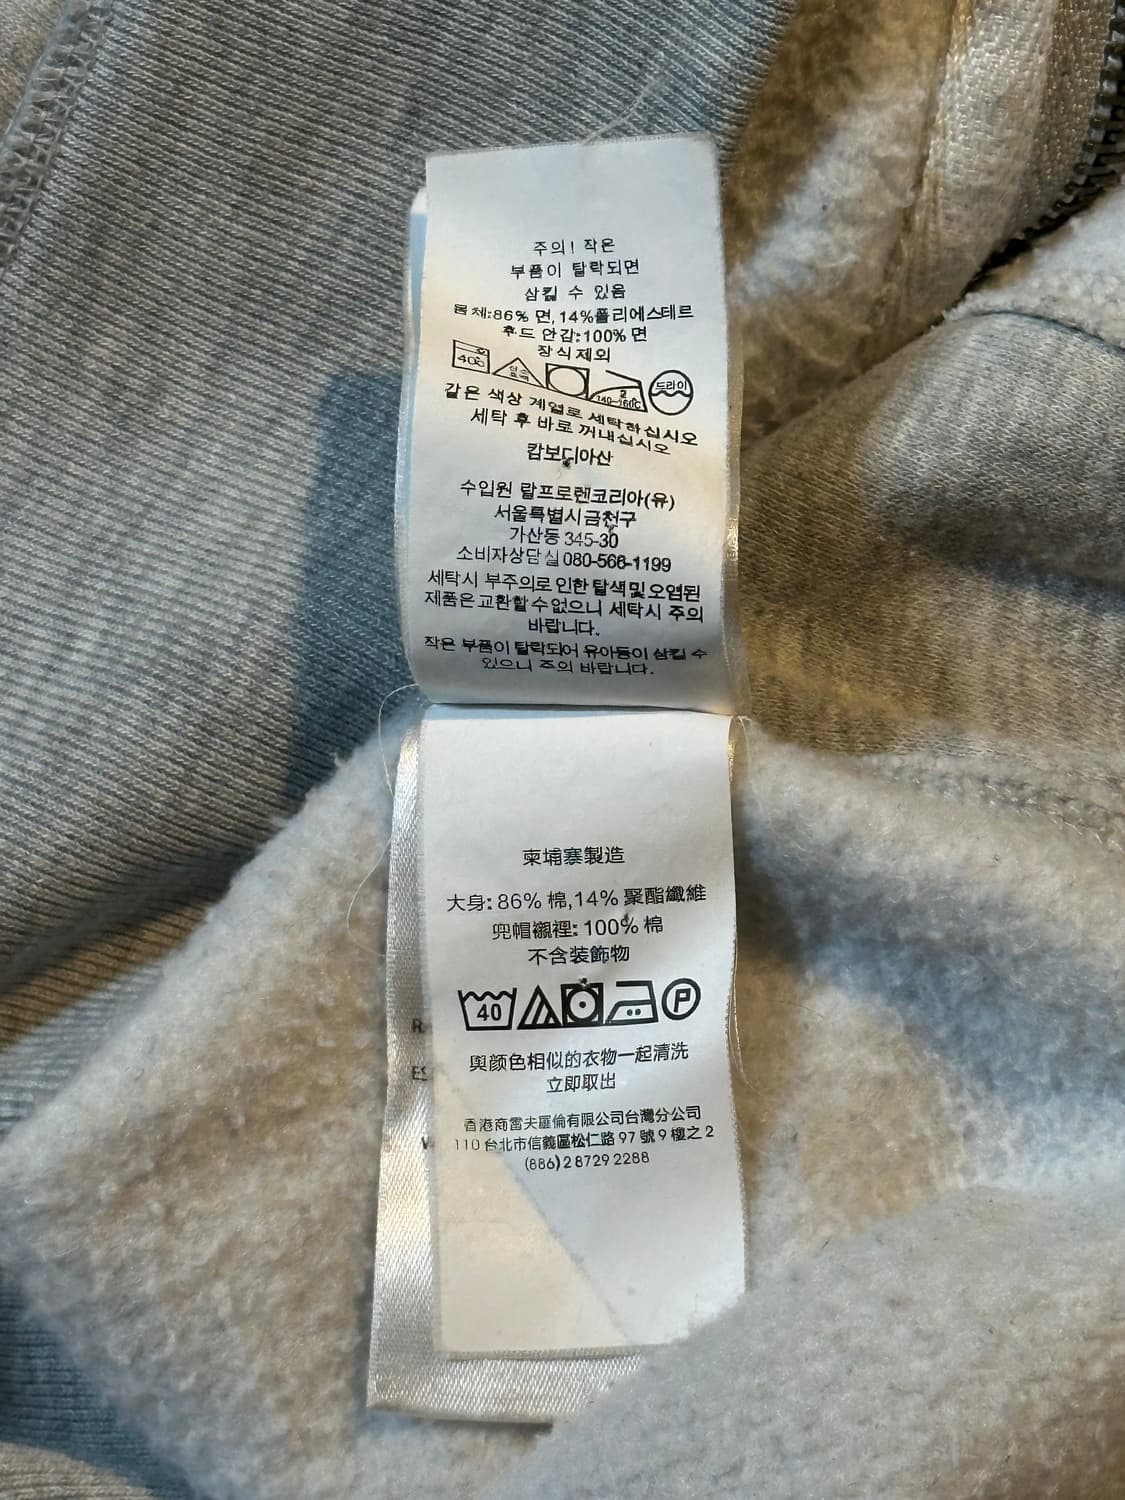 주의! 작은
부품이 탈락되면
삼킬 수 있음
몸체:86% 면,14%폴리에스테르
후드 안감:100% 면
장식제외
40°C
산소
표백
2
140~160°C
드라이
같은 색상 계열로 세탁하십시오
세탁 후 바로 꺼내십시오
캄보디아산
수입원 랄프로렌코리아(유)
서울특별시금천구
가산동 345-30
소비자상담실 080-566-1199
세탁시 부주의로 인한 탈색및오염된
제품은교환할수없으니 세탁시 주의
바랍니다.
작은 부품이 탈락되어 유아등이 삼킬 수
있으니 주의 바랍니다.
柬埔寨製造
大身: 86% 棉,14% 聚酯纖維
兜帽襯裡: 100% 棉
不含装飾物
40
P
與颜色相似的衣物一起清洗
立即取出
香港商雷夫羅倫有限公司台灣分公司
110 台北市信義區松仁路 97 號 9 樓之 2
(886)2 8729 2288